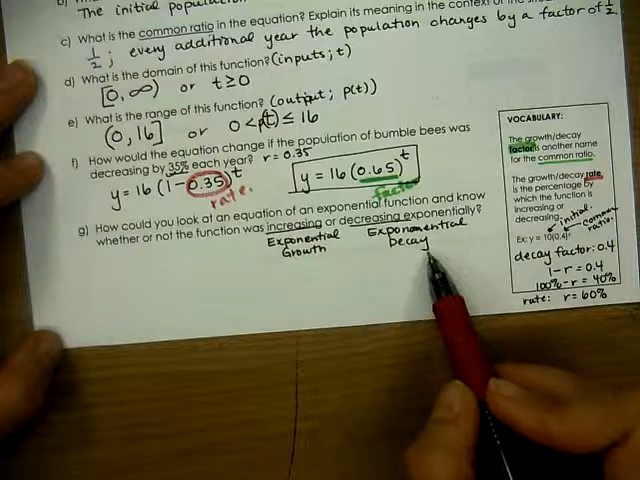 The initial population
c) What is the common ratio in the equation? Explain its meaning in the context of the
1/2 ; every additional year the population changes by a factor of 1/2
d) What is the domain of this function? (inputs; t)
[0, ∞) or t ≥ 0
e) What is the range of this function? (output; p(t))
(0, 16] or 0 < p(t) ≤ 16
f) How would the equation change if the population of bumble bees was
decreasing by 35% each year? r = 0.35
y = 16 (1 - 0.35)^t
rate.
y = 16 (0.65)^t
factor
g) How could you look at an equation of an exponential function and know
whether or not the function was increasing or decreasing exponentially?
Exponential Growth
Exponential Decay
VOCABULARY:
The growth/decay
factor is another name
for the common ratio.
The growth/decay rate
is the percentage by
which the function is
increasing or
decreasing.
initial.
common ratio.
Ex: y = 10(0.4)^x
decay factor: 0.4
1 - r = 0.4
100% - r = 40%
rate: r = 60%